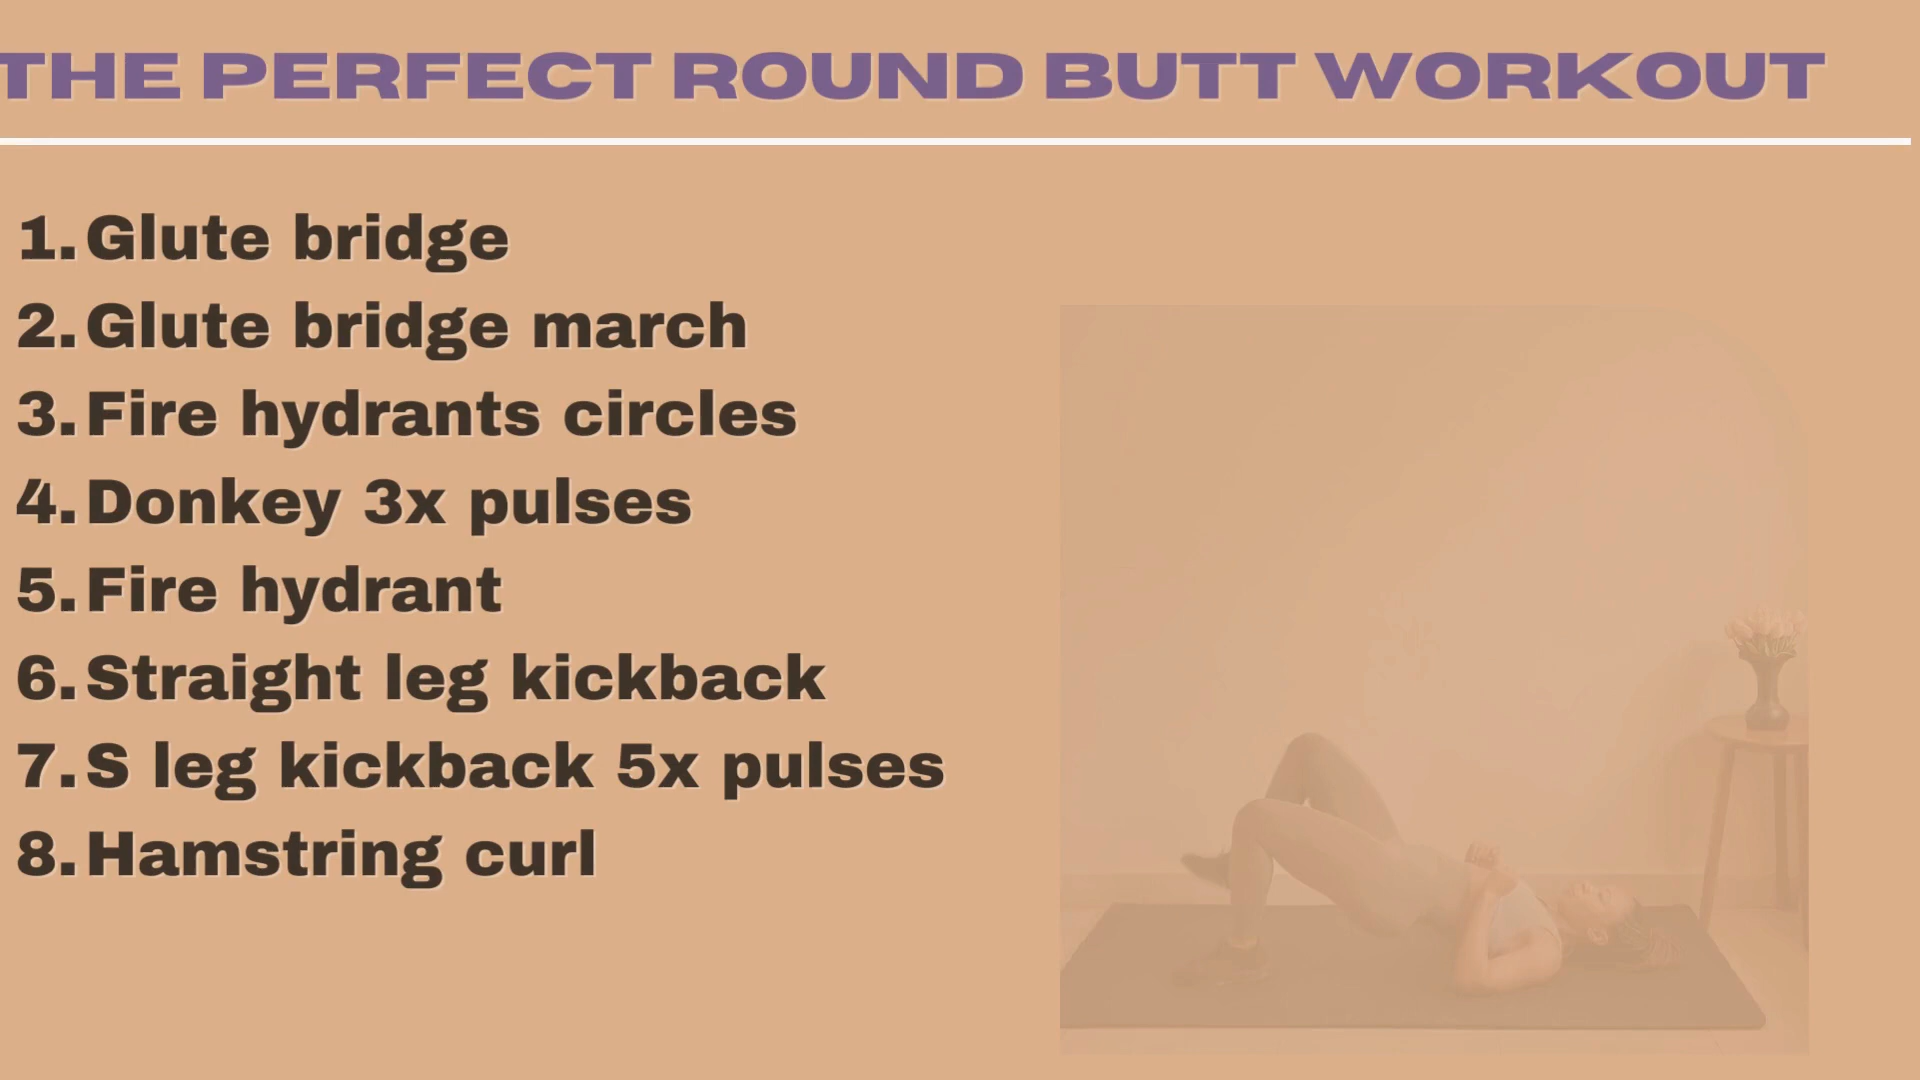 THE PERFECT ROUND BUTT WORKOUT
1. Glute bridge
2. Glute bridge march
3. Fire hydrants circles
4. Donkey 3x pulses
5. Fire hydrant
6. Straight leg kickback
7. S leg kickback 5x pulses
8. Hamstring curl